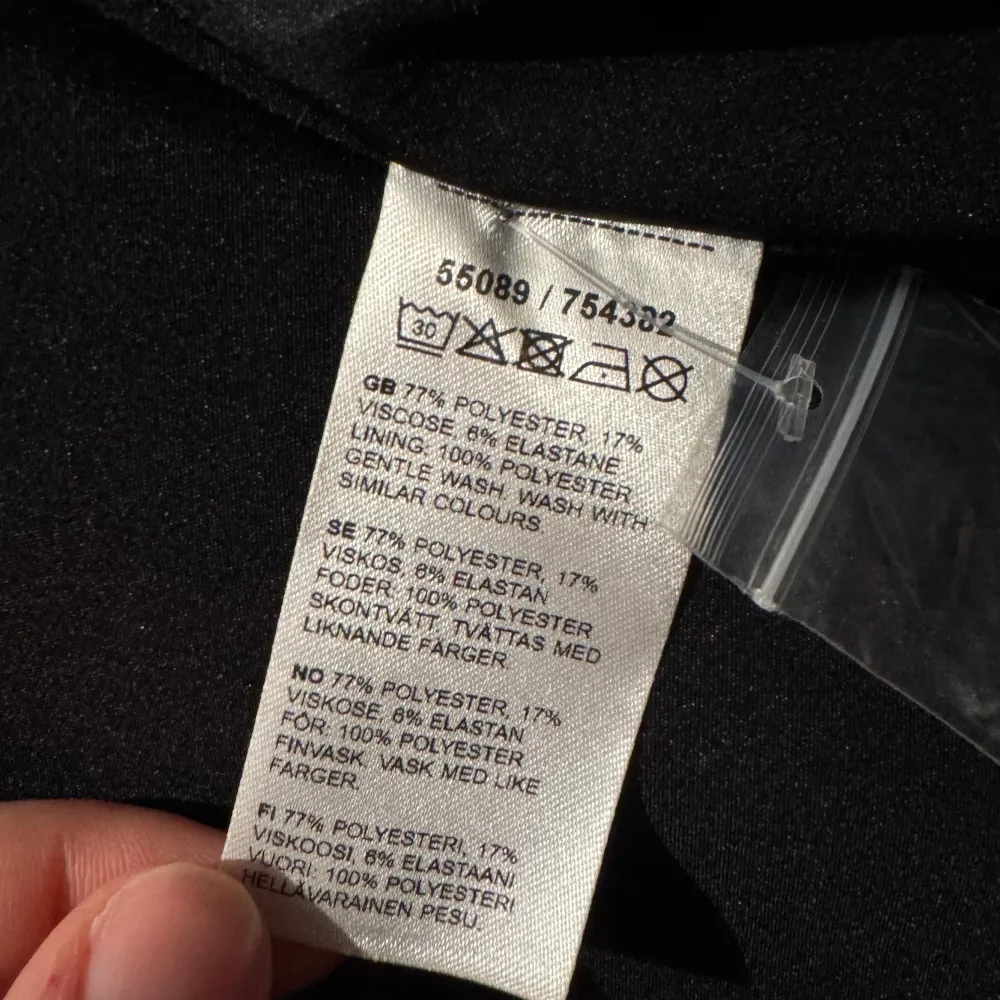 55089 / 754382
30
GB 77% POLYESTER, 17%
VISCOSE, 6% ELASTANE
LINING: 100% POLYESTER
GENTLE WASH, WASH WITH
SIMILAR COLOURS.
SE 77% POLYESTER, 17%
VISKOS, 6% ELASTAN
FODER: 100% POLYESTER
SKONTVÄTT, TVÄTTAS MED
LIKNANDE FÄRGER
NO 77% POLYESTER, 17%
VISKOSE, 6% ELASTAN
FÔR: 100% POLYESTER
FINVASK, VASK MED LIKE
FARGER.
FI 77% POLYESTERI, 17%
VISKOOSI, 6% ELASTAANI
VUORI: 100% POLYESTERI
HELLÄVARAINEN PESU,